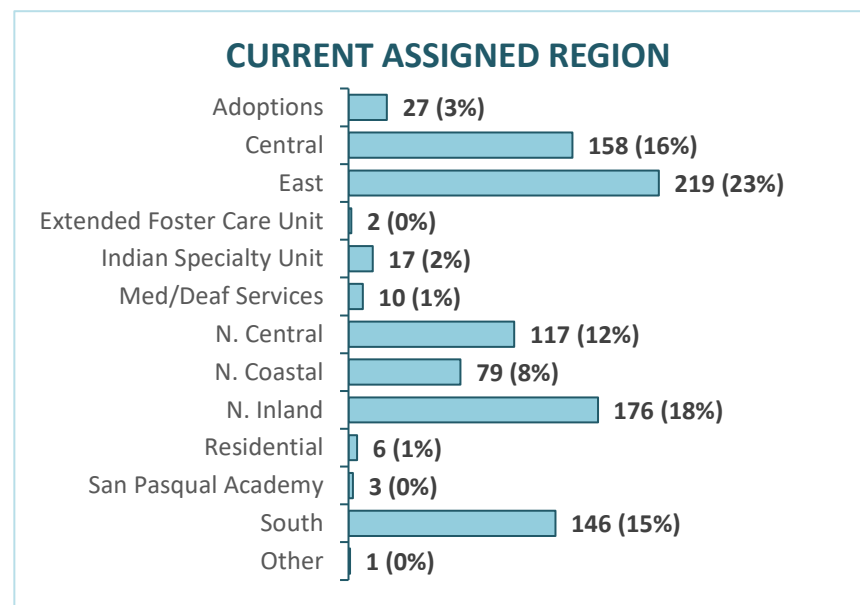 CURRENT ASSIGNED REGION
Adoptions 27 (3%)
Central 158 (16%)
East 219 (23%)
Extended Foster Care Unit 2 (0%)
Indian Specialty Unit 17 (2%)
Med/Deaf Services 10 (1%)
N. Central 117 (12%)
N. Coastal 79 (8%)
N. Inland 176 (18%)
Residential 6 (1%)
San Pasqual Academy 3 (0%)
South 146 (15%)
Other 1 (0%)